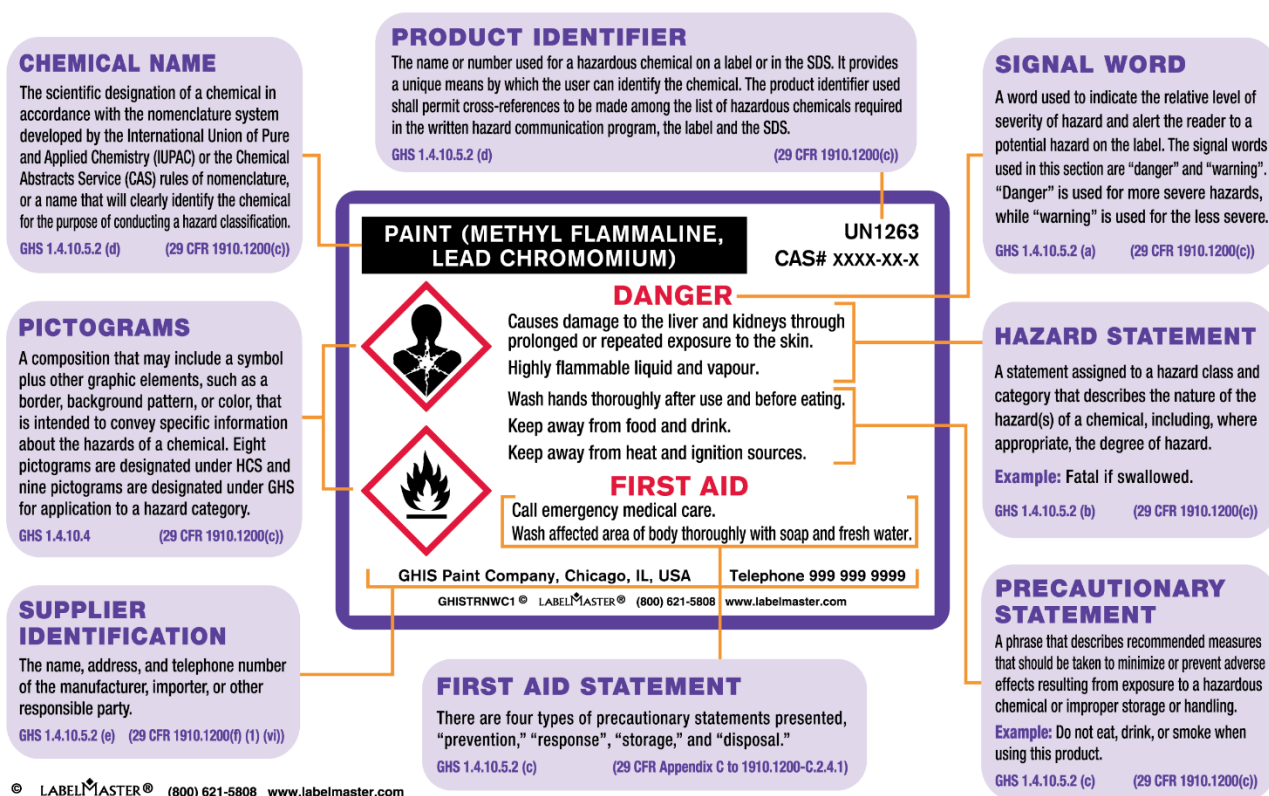 PRODUCT IDENTIFIER
The name or number used for a hazardous chemical on a label or in the SDS. It provides
a unique means by which the user can identify the chemical. The product identifier used
shall permit cross-references to be made among the list of hazardous chemicals required
in the written hazard communication program, the label and the SDS.
GHS 1.4.10.5.2 (d) (29 CFR 1910.1200(c))
CHEMICAL NAME
The scientific designation of a chemical in
accordance with the nomenclature system
developed by the International Union of Pure
and Applied Chemistry (IUPAC) or the Chemical
Abstracts Service (CAS) rules of nomenclature,
or a name that will clearly identify the chemical
for the purpose of conducting a hazard classification.
GHS 1.4.10.5.2 (d) (29 CFR 1910.1200(c))
PICTOGRAMS
A composition that may include a symbol
plus other graphic elements, such as a
border, background pattern, or color, that
is intended to convey specific information
about the hazards of a chemical. Eight
pictograms are designated under HCS and
nine pictograms are designated under GHS
for application to a hazard category.
GHS 1.4.10.4 (29 CFR 1910.1200(c))
SUPPLIER
IDENTIFICATION
The name, address, and telephone number
of the manufacturer, importer, or other
responsible party.
GHS 1.4.10.5.2 (e) (29 CFR 1910.1200(f) (1) (vi))
PAINT (METHYL FLAMMALINE,
LEAD CHROMOMIUM)
UN1263
CAS# xxxx-xx-x
DANGER
Causes damage to the liver and kidneys through
prolonged or repeated exposure to the skin.
Highly flammable liquid and vapour.
Wash hands thoroughly after use and before eating.
Keep away from food and drink.
Keep away from heat and ignition sources.
FIRST AID
Call emergency medical care.
Wash affected area of body thoroughly with soap and fresh water.
GHIS Paint Company, Chicago, IL, USA Telephone 999 999 9999
GHISTRNWC1 © LABELMASTER® (800) 621-5808 www.labelmaster.com
FIRST AID STATEMENT
There are four types of precautionary statements presented,
“prevention,” “response”, “storage,” and “disposal.”
GHS 1.4.10.5.2 (c) (29 CFR Appendix C to 1910.1200-C.2.4.1)
SIGNAL WORD
A word used to indicate the relative level of
severity of hazard and alert the reader to a
potential hazard on the label. The signal words
used in this section are “danger” and “warning”.
“Danger” is used for more severe hazards,
while “warning” is used for the less severe.
GHS 1.4.10.5.2 (a) (29 CFR 1910.1200(c))
HAZARD STATEMENT
A statement assigned to a hazard class and
category that describes the nature of the
hazard(s) of a chemical, including, where
appropriate, the degree of hazard.
Example: Fatal if swallowed.
GHS 1.4.10.5.2 (b) (29 CFR 1910.1200(c))
PRECAUTIONARY
STATEMENT
A phrase that describes recommended measures
that should be taken to minimize or prevent adverse
effects resulting from exposure to a hazardous
chemical or improper storage or handling.
Example: Do not eat, drink, or smoke when
using this product.
GHS 1.4.10.5.2 (c) (29 CFR 1910.1200(c))
© LABELMASTER® (800) 621-5808 www.labelmaster.com